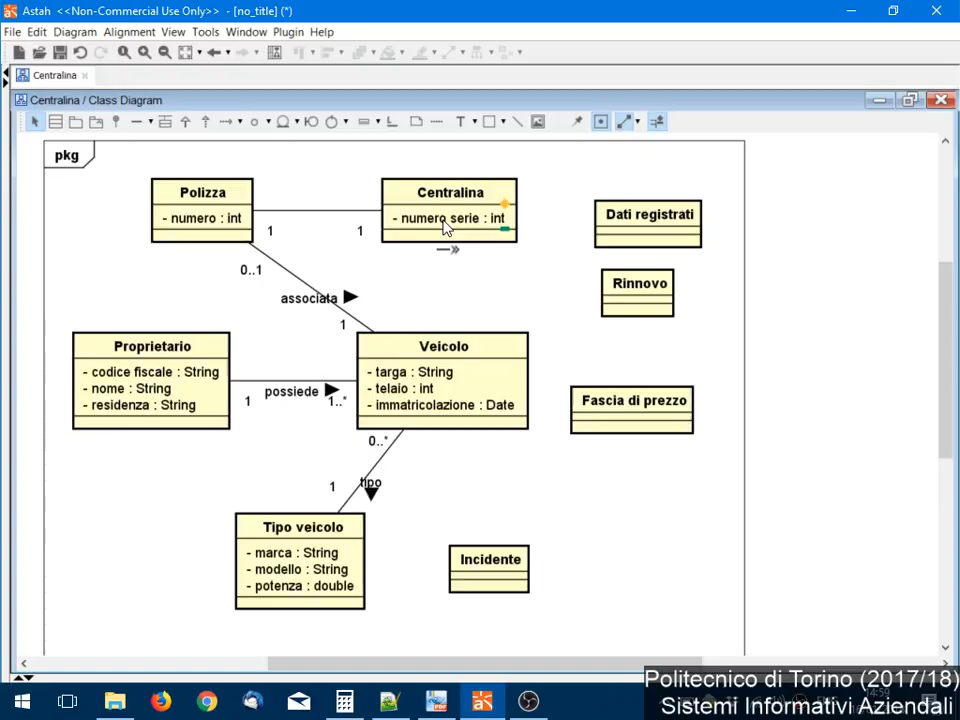 Astah <<Non-Commercial Use Only>> - [no_title] (*)
File Edit Diagram Alignment View Tools Window Plugin Help
Centralina
Centralina / Class Diagram
T
pkg
Polizza
- numero : int
Centralina
- numero serie : int
Dati registrati
1
1
0..1
Rinnovo
associata
1
Proprietario
- codice fiscale : String
- nome : String
- residenza : String
possiede
1
1..*
Veicolo
- targa : String
- telaio : int
- immatricolazione : Date
Fascia di prezzo
0..*
tipo
1
Tipo veicolo
- marca : String
- modello : String
- potenza : double
Incidente
Politecnico di Torino (2017/18)
14:59
Sistemi Informativi Aziendali